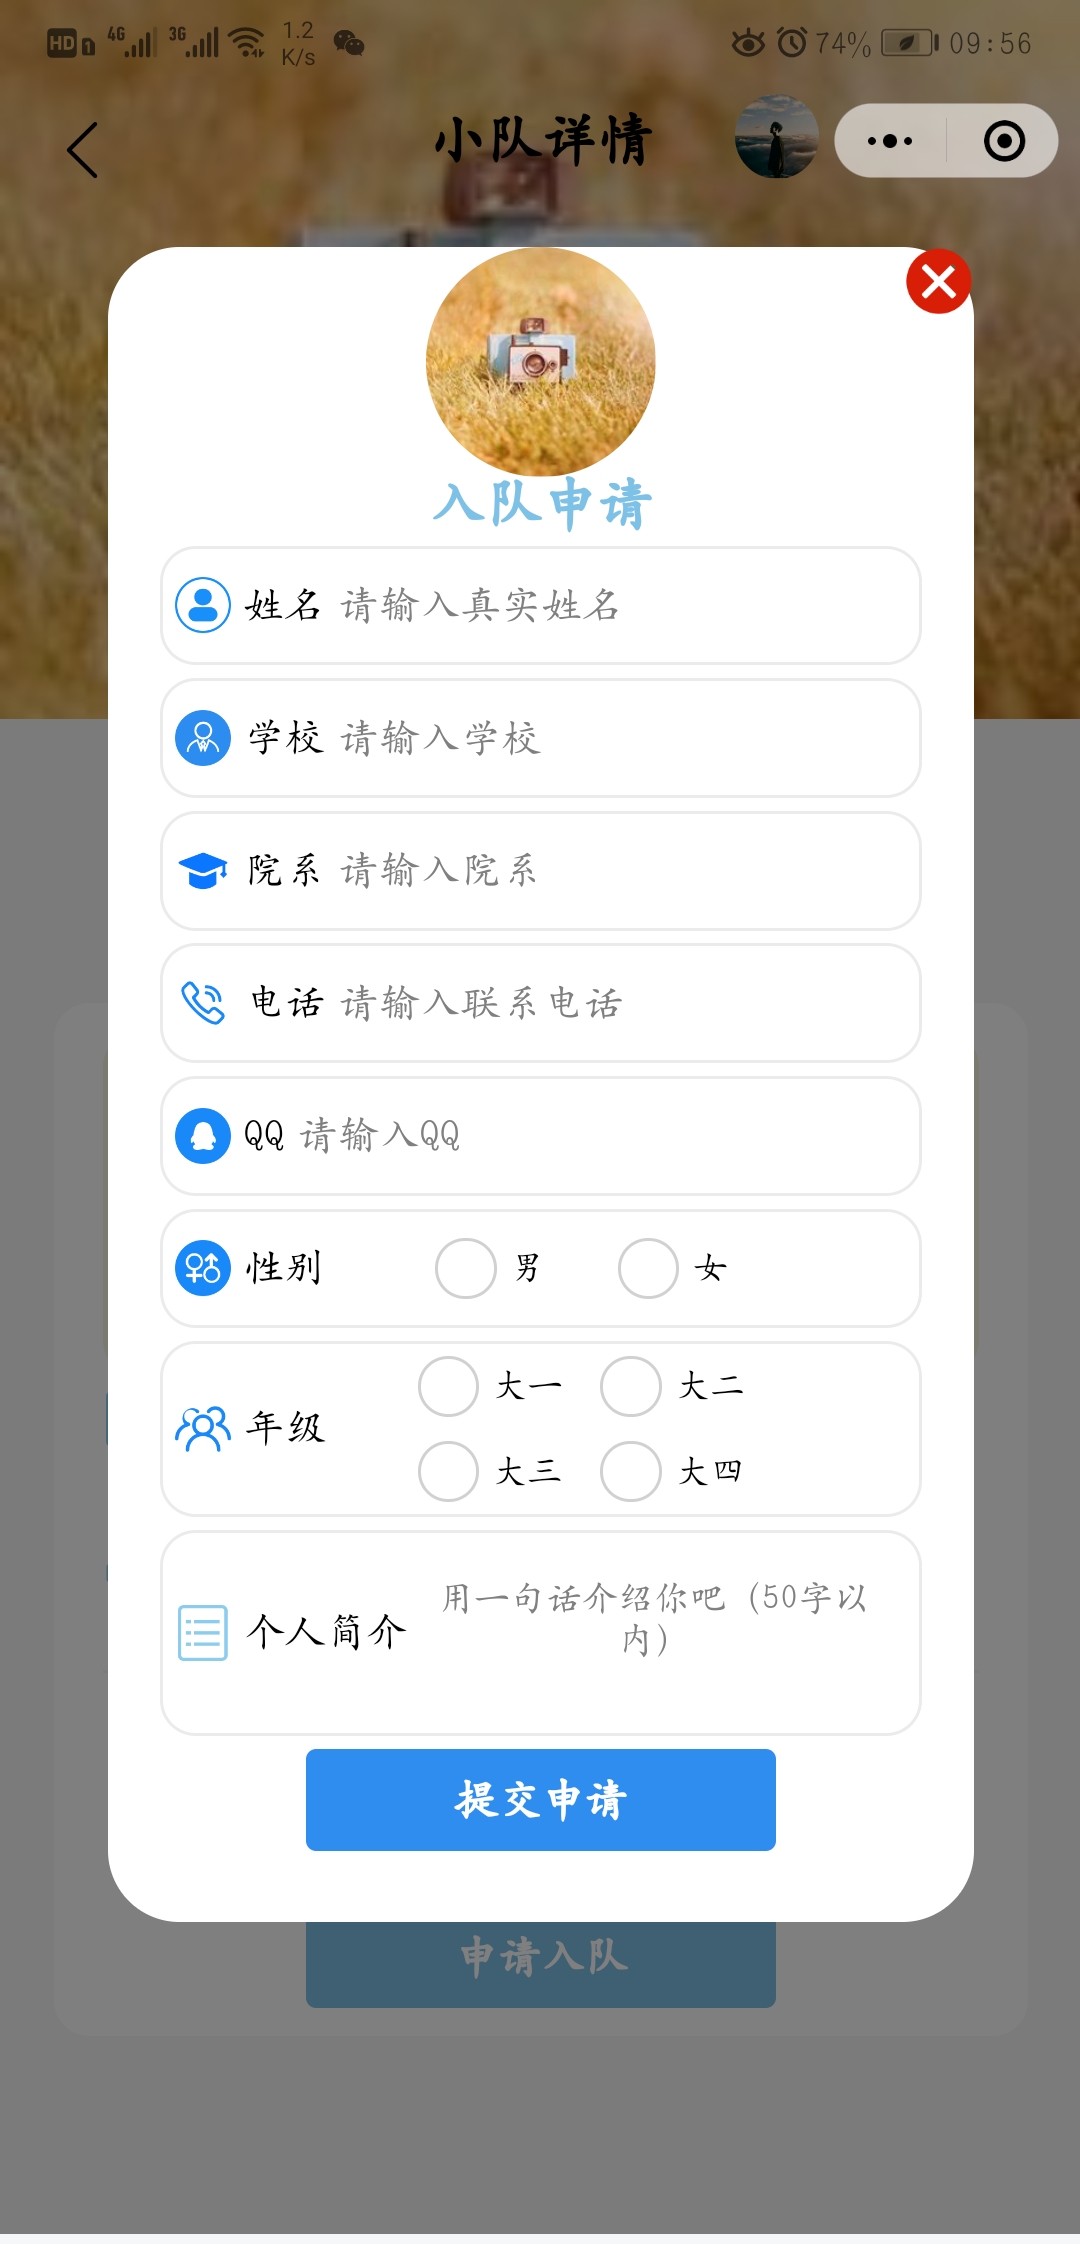 HD 1 4G 3G 1.2 K/s 74% 09:56
小队详情
入队申请
姓名 请输入真实姓名
学校 请输入学校
院系 请输入院系
电话 请输入联系电话
QQ 请输入QQ
性别 男 女
年级 大一 大二
大三 大四
个人简介 用一句话介绍你吧（50字以
内）
提交申请
申请入队